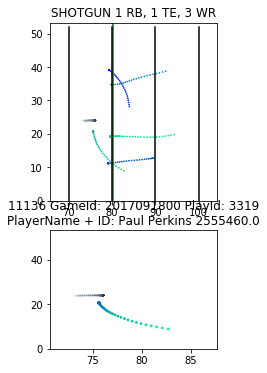 SHOTGUN 1 RB, 1 TE, 3 WR
50
40
30
20
10
0
70 80 90 100
11136 GameId: 2017092800 PlayId: 3319
PlayerName + ID: Paul Perkins 2555460.0
40
20
0
75 80 85